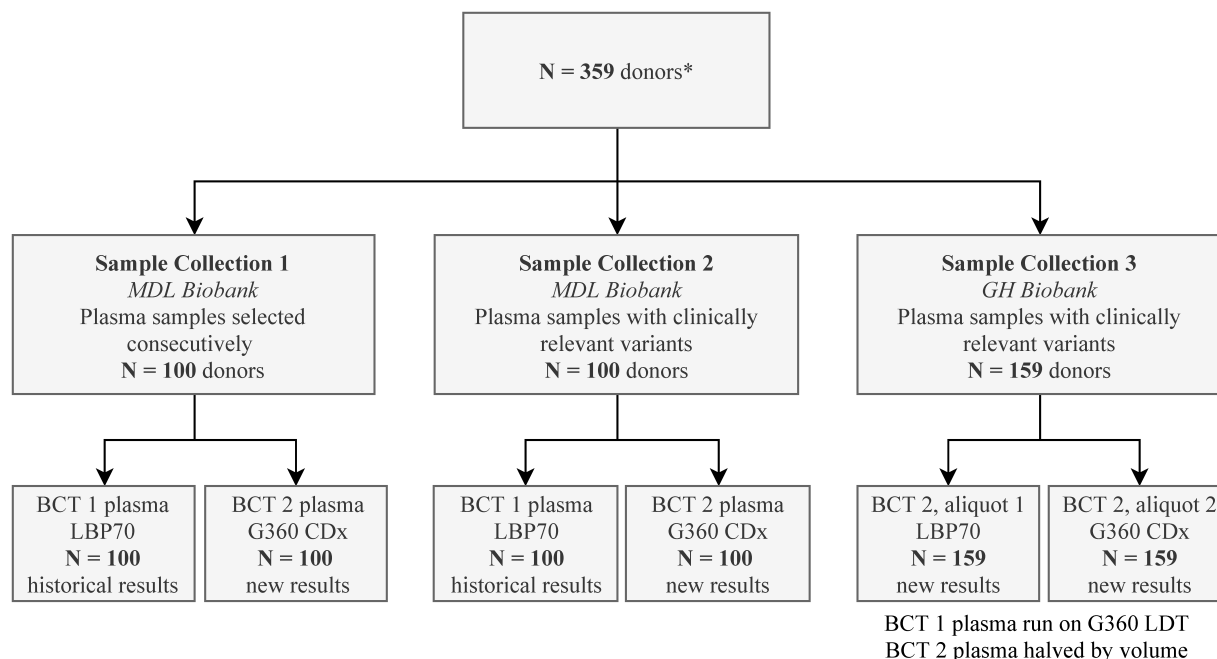 N = 359 donors*
Sample Collection 1
MDL Biobank
Plasma samples selected
consecutively
N = 100 donors
Sample Collection 2
MDL Biobank
Plasma samples with clinically
relevant variants
N = 100 donors
Sample Collection 3
GH Biobank
Plasma samples with clinically
relevant variants
N = 159 donors
BCT 1 plasma
LBP70
N = 100
historical results
BCT 2 plasma
G360 CDx
N = 100
new results
BCT 1 plasma
LBP70
N = 100
historical results
BCT 2 plasma
G360 CDx
N = 100
new results
BCT 2, aliquot 1
LBP70
N = 159
new results
BCT 2, aliquot 2
G360 CDx
N = 159
new results
BCT 1 plasma run on G360 LDT
BCT 2 plasma halved by volume